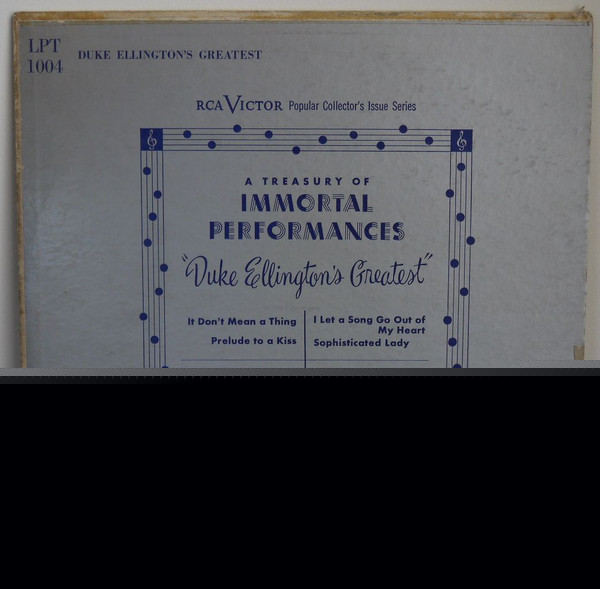 LPT
1004
DUKE ELLINGTON'S GREATEST
RCA VICTOR Popular Collector's Issue Series
A TREASURY OF
IMMORTAL
PERFORMANCES
"Duke Ellington's Greatest"
It Don't Mean a Thing
Prelude to a Kiss
I Let a Song Go Out of
My Heart
Sophisticated Lady